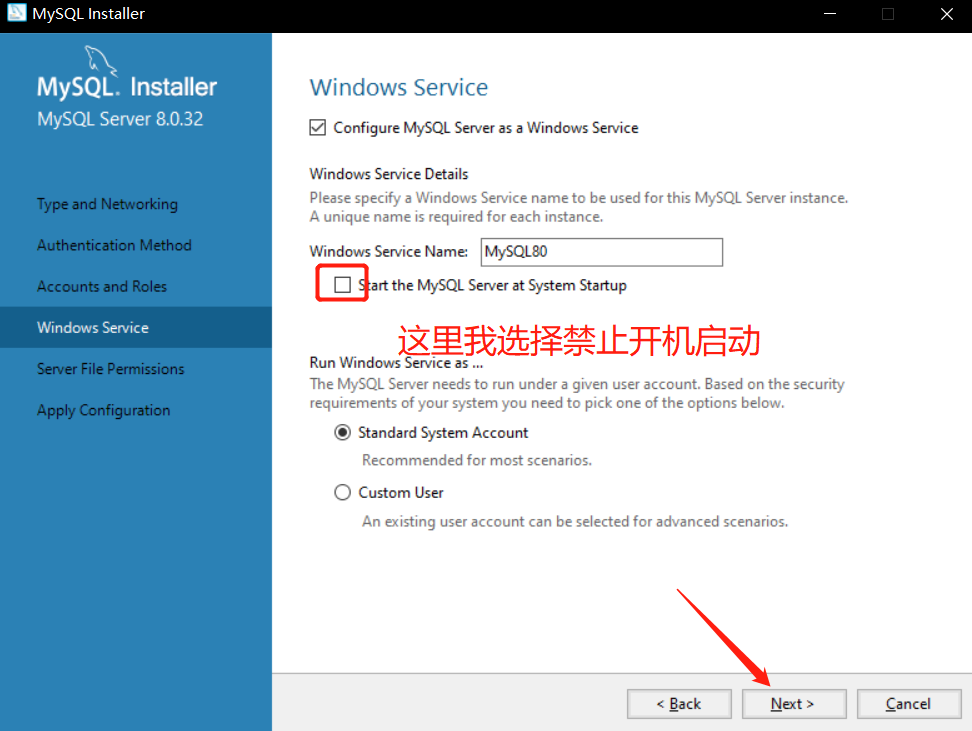 MySQL Installer
MySQL. Installer
MySQL Server 8.0.32
Type and Networking
Authentication Method
Accounts and Roles
Windows Service
Server File Permissions
Apply Configuration
Windows Service
Configure MySQL Server as a Windows Service
Windows Service Details
Please specify a Windows Service name to be used for this MySQL Server instance.
A unique name is required for each instance.
Windows Service Name: MySQL80
Start the MySQL Server at System Startup
这里我选择禁止开机启动
Run Windows Service as ...
The MySQL Server needs to run under a given user account. Based on the security
requirements of your system you need to pick one of the options below.
Standard System Account
Recommended for most scenarios.
Custom User
An existing user account can be selected for advanced scenarios.
< Back
Next >
Cancel